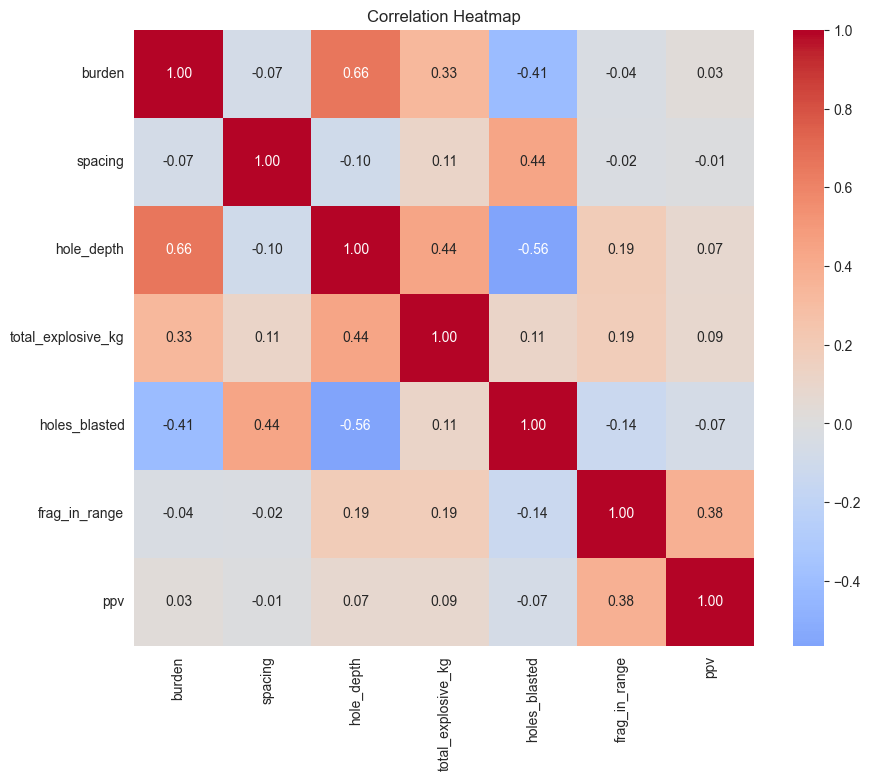 Correlation Heatmap
burden 1.00 -0.07 0.66 0.33 -0.41 -0.04 0.03
spacing -0.07 1.00 -0.10 0.11 0.44 -0.02 -0.01
hole_depth 0.66 -0.10 1.00 0.44 -0.56 0.19 0.07
total_explosive_kg 0.33 0.11 0.44 1.00 0.11 0.19 0.09
holes_blasted -0.41 0.44 -0.56 0.11 1.00 -0.14 -0.07
frag_in_range -0.04 -0.02 0.19 0.19 -0.14 1.00 0.38
ppv 0.03 -0.01 0.07 0.09 -0.07 0.38 1.00
burden
spacing
hole_depth
total_explosive_kg
holes_blasted
frag_in_range
ppv
1.0
0.8
0.6
0.4
0.2
0.0
-0.2
-0.4